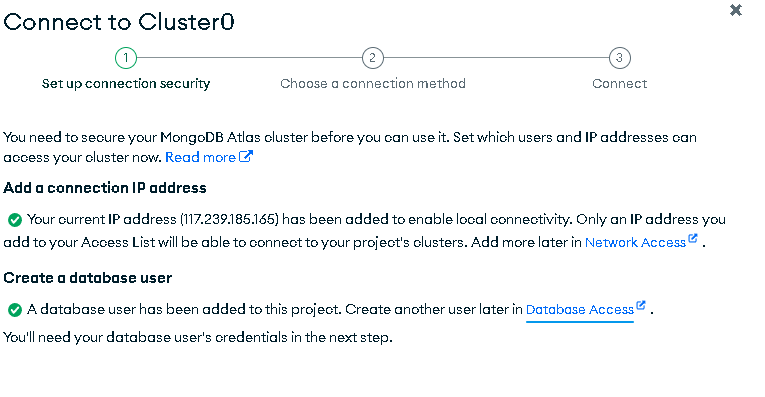 Connect to Cluster0
1
2
3
Set up connection security
Choose a connection method
Connect
You need to secure your MongoDB Atlas cluster before you can use it. Set which users and IP addresses can
access your cluster now. Read more
Add a connection IP address
Your current IP address (117.239.185.165) has been added to enable local connectivity. Only an IP address you
add to your Access List will be able to connect to your project's clusters. Add more later in Network Access .
Create a database user
A database user has been added to this project. Create another user later in Database Access .
You'll need your database user's credentials in the next step.